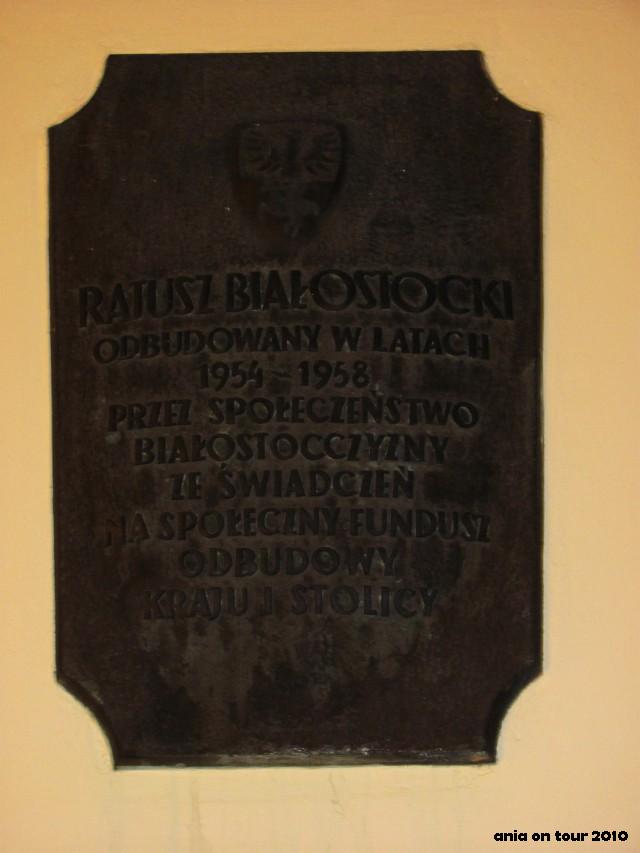 RATUSZ BIAŁOSTOCKI
ODBUDOWANY W LATACH
1954-1958
PRZEZ SPOŁECZEŃSTWO
BIAŁOSTOCCZYZNY
ZE ŚWIADCZEŃ
NA SPOŁECZNY FUNDUSZ
ODBUDOWY
KRAJU I STOLICY
ania on tour 2010